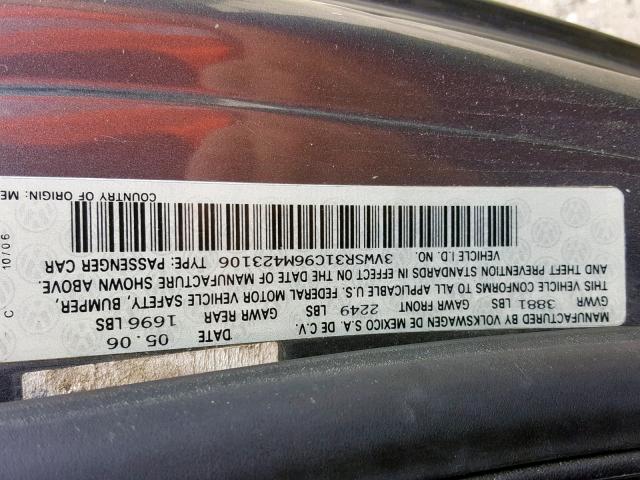 MANUFACTURED BY VOLKSWAGEN DE MEXICO S.A. DE C.V.
DATE 05.06
GVWR 3881 LBS GAWR FRONT 2249 LBS GAWR REAR 1696 LBS
THIS VEHICLE CONFORMS TO ALL APPLICABLE U.S. FEDERAL MOTOR VEHICLE SAFETY, BUMPER,
AND THEFT PREVENTION STANDARDS IN EFFECT ON THE DATE OF MANUFACTURE SHOWN ABOVE.
VEHICLE I.D. NO. 3VWSR31C96M423106 TYPE: PASSENGER CAR
COUNTRY OF ORIGIN: ME
C 10/06